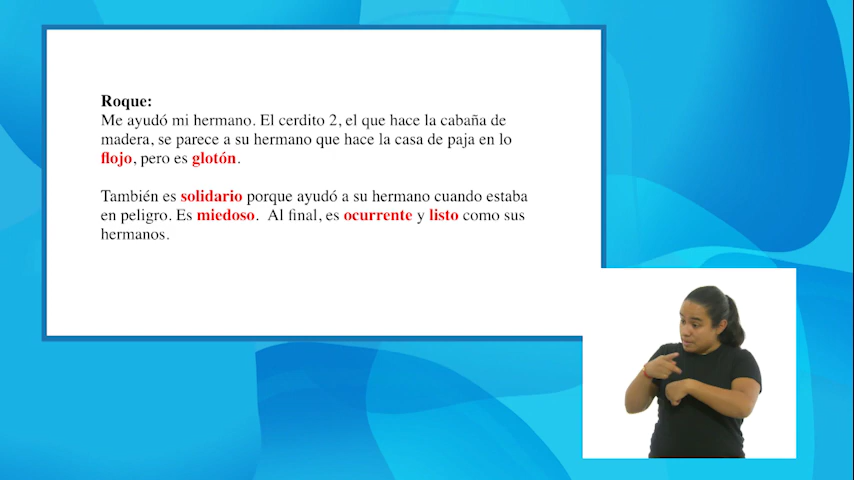 Roque:
Me ayudó mi hermano. El cerdito 2, el que hace la cabaña de
madera, se parece a su hermano que hace la casa de paja en lo
flojo, pero es glotón.
También es solidario porque ayudó a su hermano cuando estaba
en peligro. Es miedoso.  Al final, es ocurrente y listo como sus
hermanos.